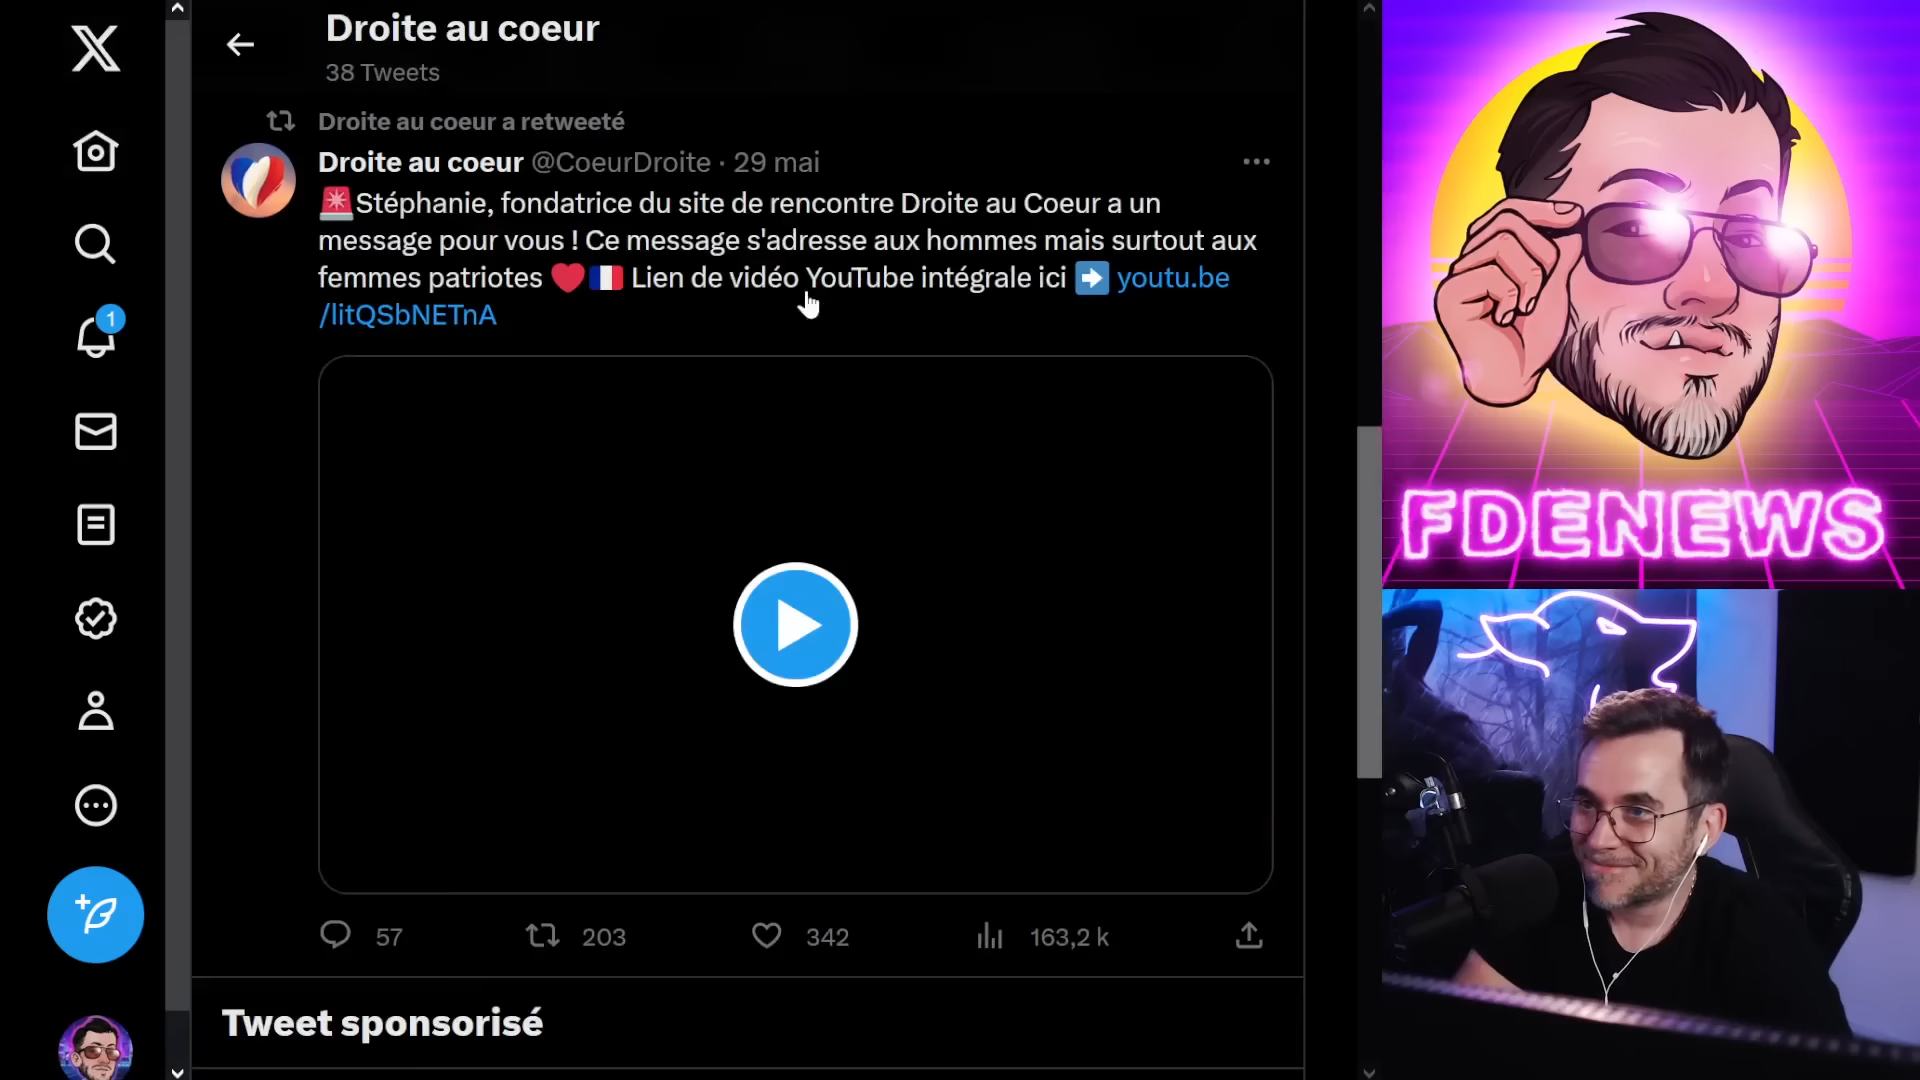 Droite au coeur
38 Tweets
Droite au coeur a retweeté
Droite au coeur @CoeurDroite · 29 mai
🚨Stéphanie, fondatrice du site de rencontre Droite au Coeur a un
message pour vous ! Ce message s'adresse aux hommes mais surtout aux
femmes patriotes ❤️🇫🇷 Lien de vidéo YouTube intégrale ici ➡️ youtu.be
/litQSbNETnA
57 203 342 163,2 k
Tweet sponsorisé
1
FDENEWS